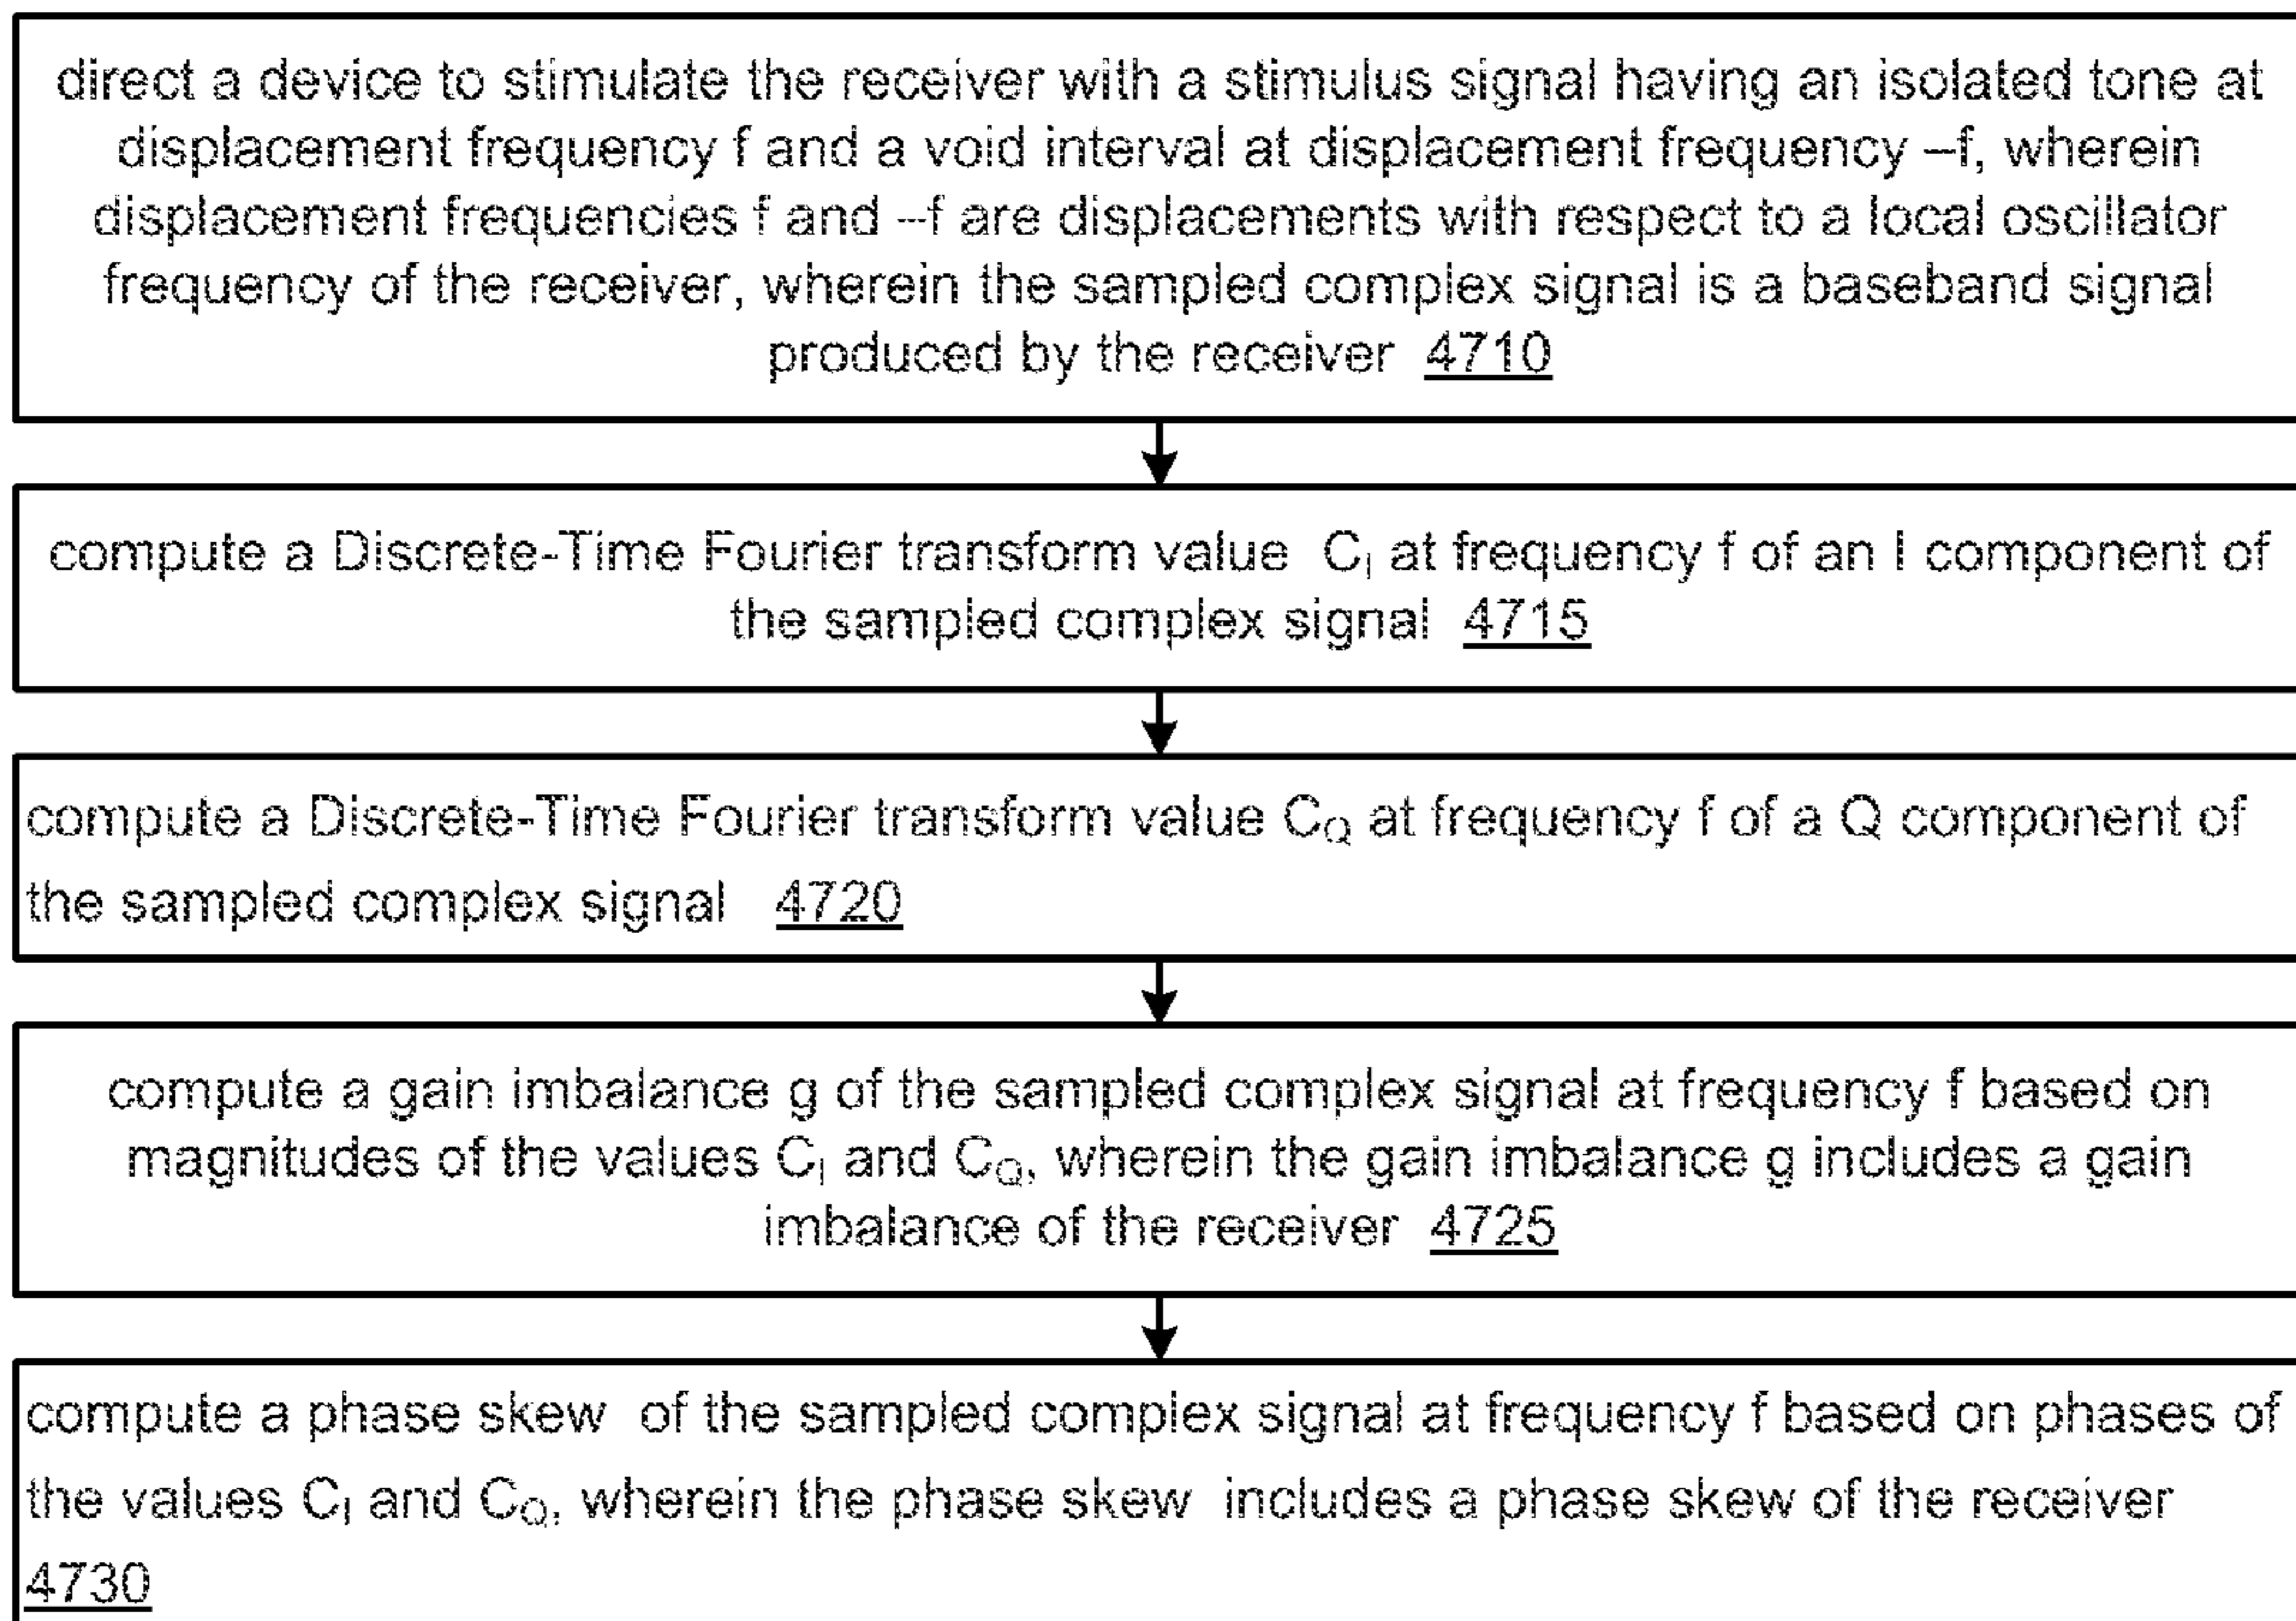 direct a device to stimulate the receiver with a stimulus signal having an isolated tone at
displacement frequency f and a void interval at displacement frequency –f, wherein
displacement frequencies f and –f are displacements with respect to a local oscillator
frequency of the receiver, wherein the sampled complex signal is a baseband signal
produced by the receiver 4710
compute a Discrete-Time Fourier transform value C_I at frequency f of an I component of
the sampled complex signal 4715
compute a Discrete-Time Fourier transform value C_Q at frequency f of a Q component of
the sampled complex signal 4720
compute a gain imbalance g of the sampled complex signal at frequency f based on
magnitudes of the values C_I and C_Q, wherein the gain imbalance g includes a gain
imbalance of the receiver 4725
compute a phase skew of the sampled complex signal at frequency f based on phases of
the values C_I and C_Q, wherein the phase skew includes a phase skew of the receiver
4730